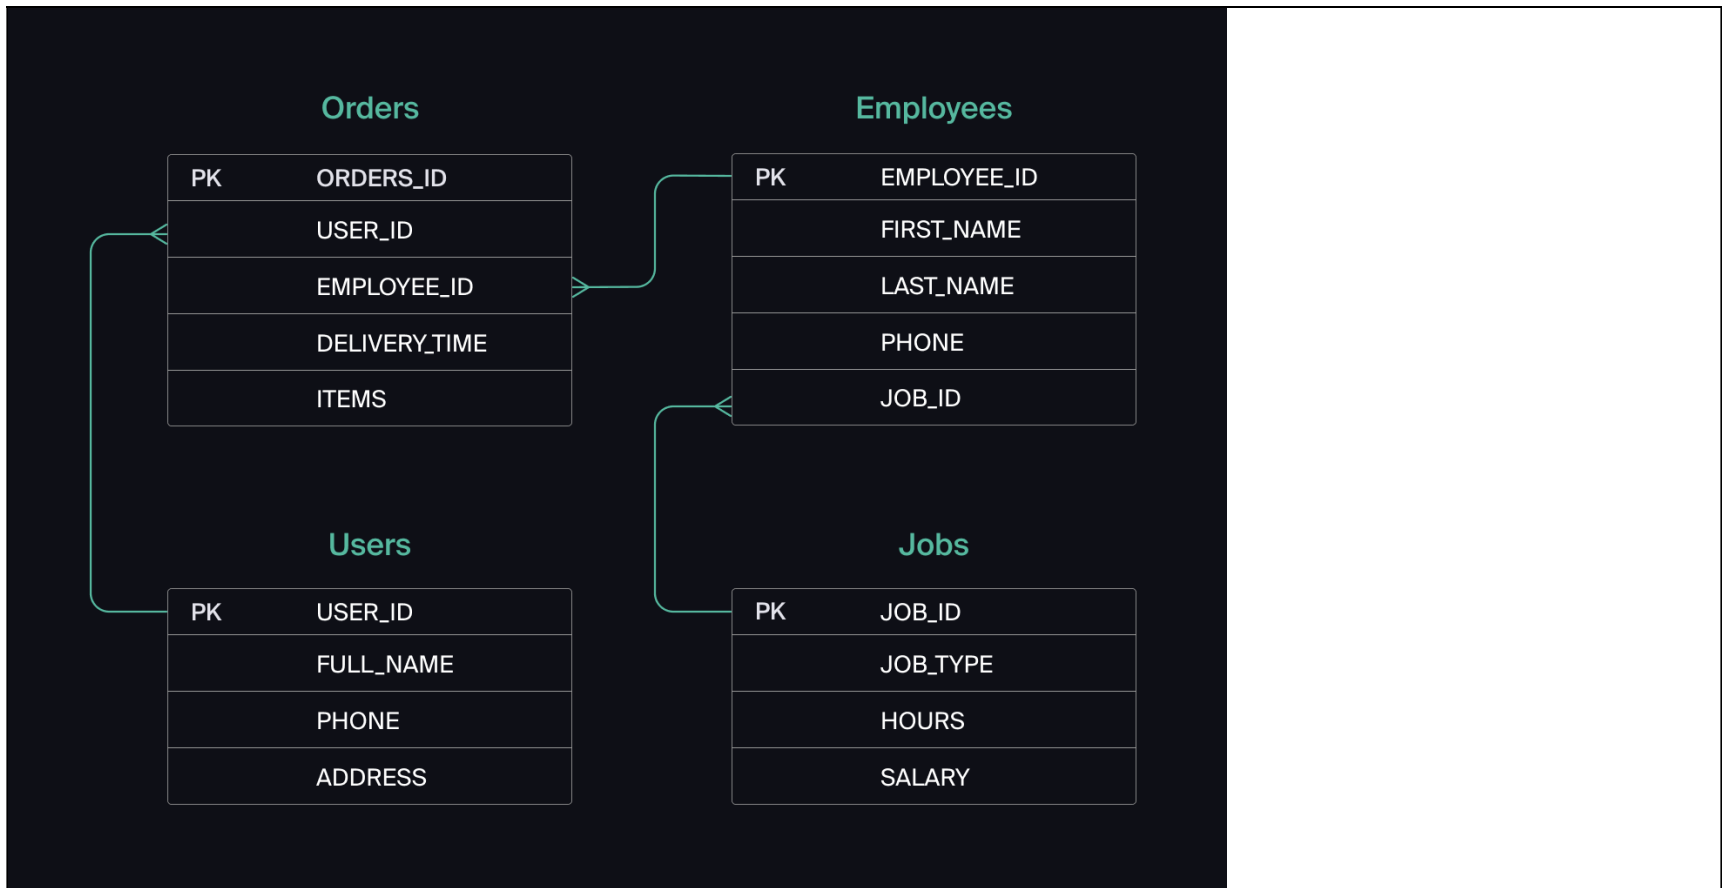 Orders
PK ORDERS_ID
USER_ID
EMPLOYEE_ID
DELIVERY_TIME
ITEMS
Employees
PK EMPLOYEE_ID
FIRST_NAME
LAST_NAME
PHONE
JOB_ID
Users
PK USER_ID
FULL_NAME
PHONE
ADDRESS
Jobs
PK JOB_ID
JOB_TYPE
HOURS
SALARY